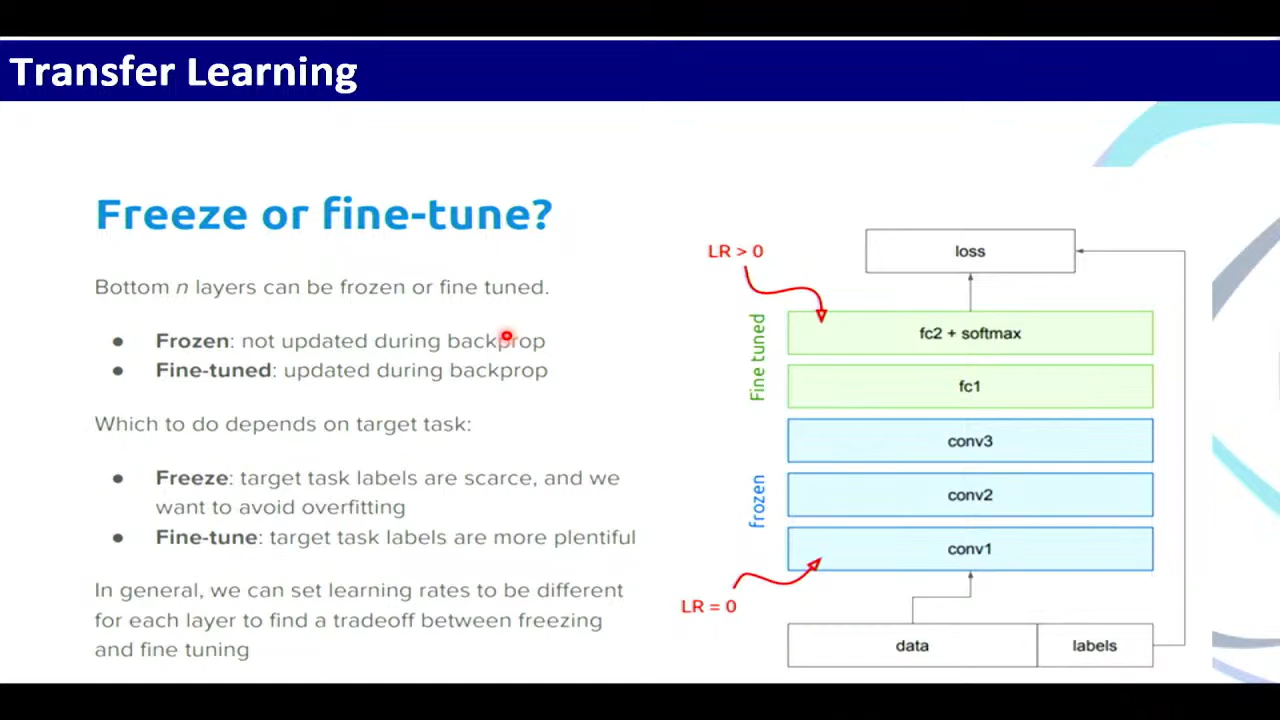 Transfer Learning
Freeze or fine-tune?
Bottom n layers can be frozen or fine tuned.
● Frozen: not updated during backprop
● Fine-tuned: updated during backprop
Which to do depends on target task:
● Freeze: target task labels are scarce, and we
want to avoid overfitting
● Fine-tune: target task labels are more plentiful
In general, we can set learning rates to be different
for each layer to find a tradeoff between freezing
and fine tuning
LR > 0
loss
Fine tuned
fc2 + softmax
fc1
conv3
frozen
conv2
conv1
LR = 0
data
labels